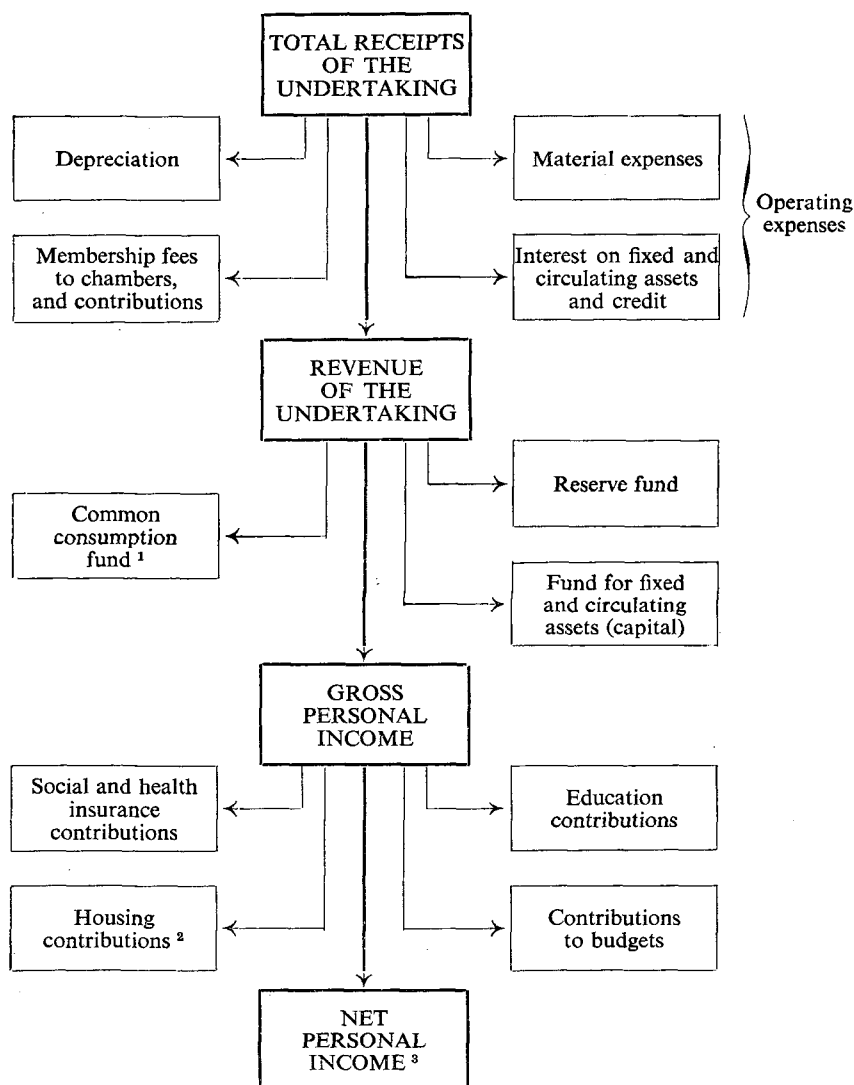 TOTAL RECEIPTS
OF THE
UNDERTAKING
Depreciation
Material expenses
Operating
expenses
Membership fees
to chambers,
and contributions
Interest on fixed and
circulating assets
and credit
REVENUE
OF THE
UNDERTAKING
Common
consumption
fund ¹
Reserve fund
Fund for fixed
and circulating
assets (capital)
GROSS
PERSONAL
INCOME
Social and health
insurance
contributions
Education
contributions
Housing
contributions ²
Contributions
to budgets
NET
PERSONAL
INCOME ³